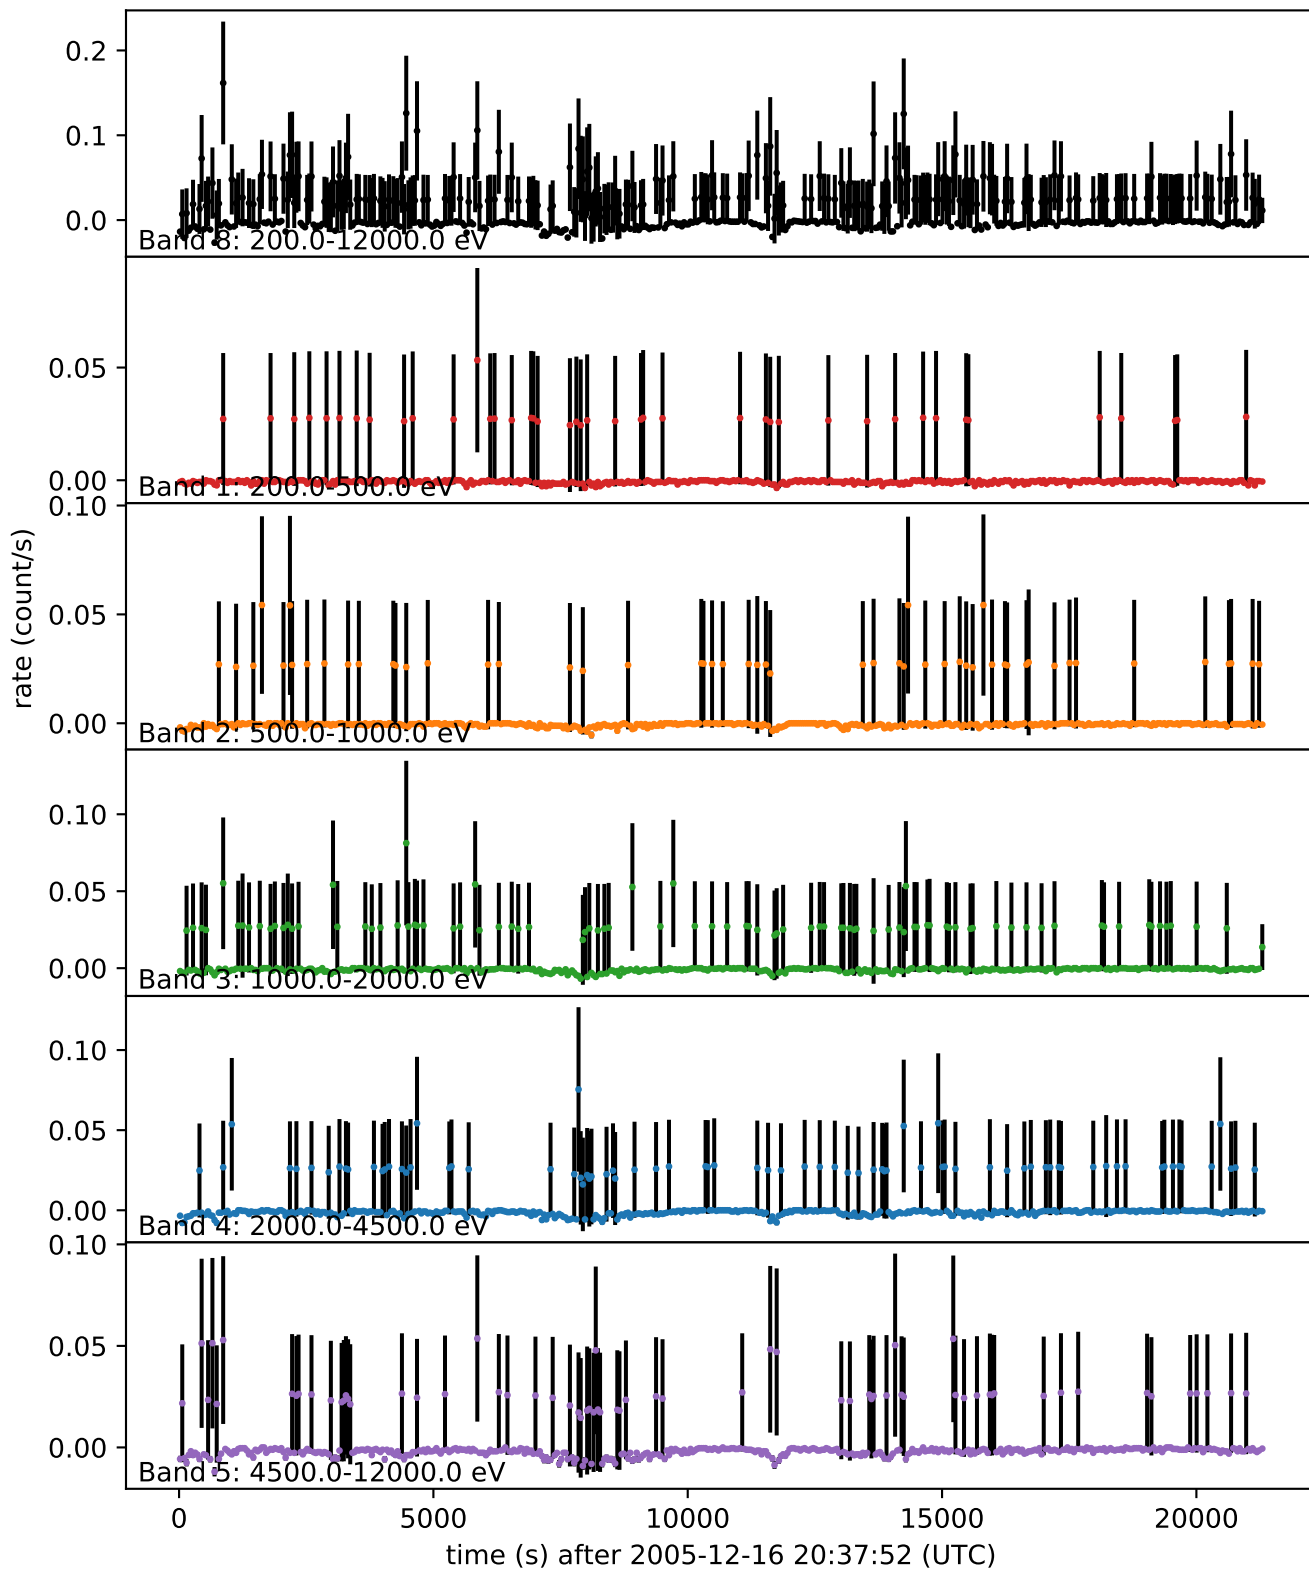 0.2
0.1
0.0
Band 8: 200.0-12000.0 eV
0.05
0.00
Band 1: 200.0-500.0 eV
0.10
0.05
0.00
Band 2: 500.0-1000.0 eV
rate (count/s)
0.10
0.05
0.00
Band 3: 1000.0-2000.0 eV
0.10
0.05
0.00
Band 4: 2000.0-4500.0 eV
0.10
0.05
0.00
Band 5: 4500.0-12000.0 eV
0 5000 10000 15000 20000
time (s) after 2005-12-16 20:37:52 (UTC)